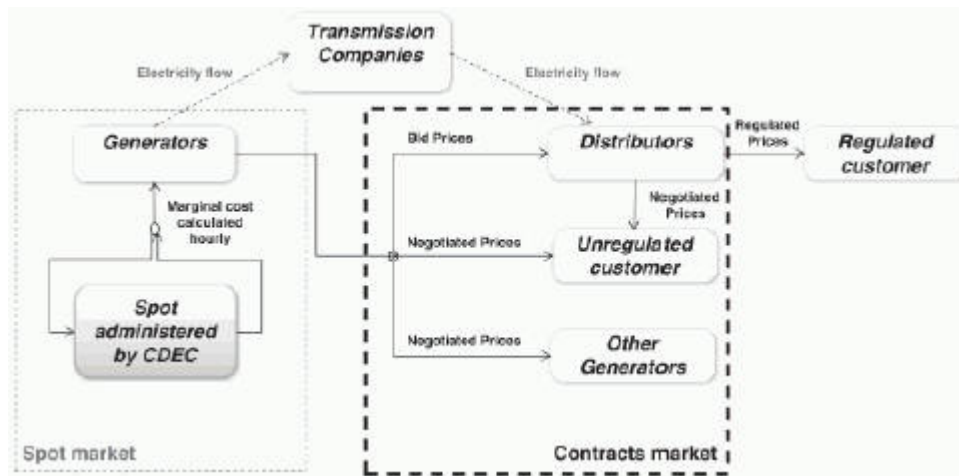 Transmission
Companies
Electricity flow
Electricity flow
Generators
Bid Prices
Distributors
Regulated
Prices
Regulated
customer
Marginal cost
calculated
hourly
Negotiated
Prices
Negotiated Prices
Unregulated
customer
Spot
administered
by CDEC
Negotiated Prices
Other
Generators
Spot market
Contracts market